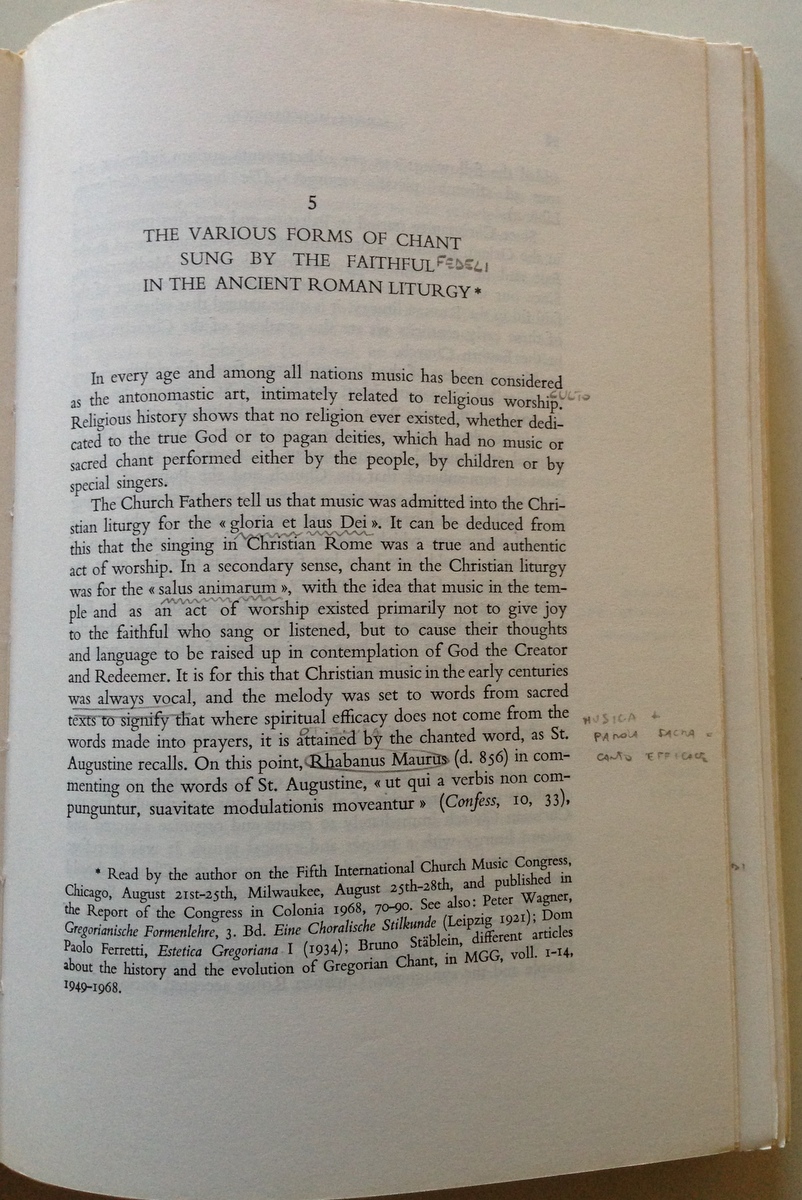 5
THE VARIOUS FORMS OF CHANT
SUNG BY THE FAITHFUL FEDELI
IN THE ANCIENT ROMAN LITURGY*
In every age and among all nations music has been considered
as the antonomastic art, intimately related to religious worship. CULTO
Religious history shows that no religion ever existed, whether dedi-
cated to the true God or to pagan deities, which had no music or
sacred chant performed either by the people, by children or by
special singers.
The Church Fathers tell us that music was admitted into the Chri-
stian liturgy for the « gloria et laus Dei ». It can be deduced from
this that the singing in Christian Rome was a true and authentic
act of worship. In a secondary sense, chant in the Christian liturgy
was for the « salus animarum », with the idea that music in the tem-
ple and as an act of worship existed primarily not to give joy
to the faithful who sang or listened, but to cause their thoughts
and language to be raised up in contemplation of God the Creator
and Redeemer. It is for this that Christian music in the early centuries
was always vocal, and the melody was set to words from sacred
texts to signify that where spiritual efficacy does not come from the
words made into prayers, it is attained by the chanted word, as St.
Augustine recalls. On this point, Rhabanus Maurus (d. 856) in com-
menting on the words of St. Augustine, « ut qui a verbis non com-
punguntur, suavitate modulationis moveantur » (Confess, 10, 33),
MUSICA +
PAROLA SACRA =
CANTO EFFICACE
* Read by the author on the Fifth International Church Music Congress,
Chicago, August 21st-25th, Milwaukee, August 25th-28th, and published in
the Report of the Congress in Colonia 1968, 70-90. See also: Peter Wagner,
Gregorianische Formenlehre, 3. Bd. Eine Choralische Stilkunde (Leipzig 1921); Dom
Paolo Ferretti, Estetica Gregoriana I (1934); Bruno Stäblein, different articles
about the history and the evolution of Gregorian Chant, in MGG, voll. 1-14,
1949-1968.